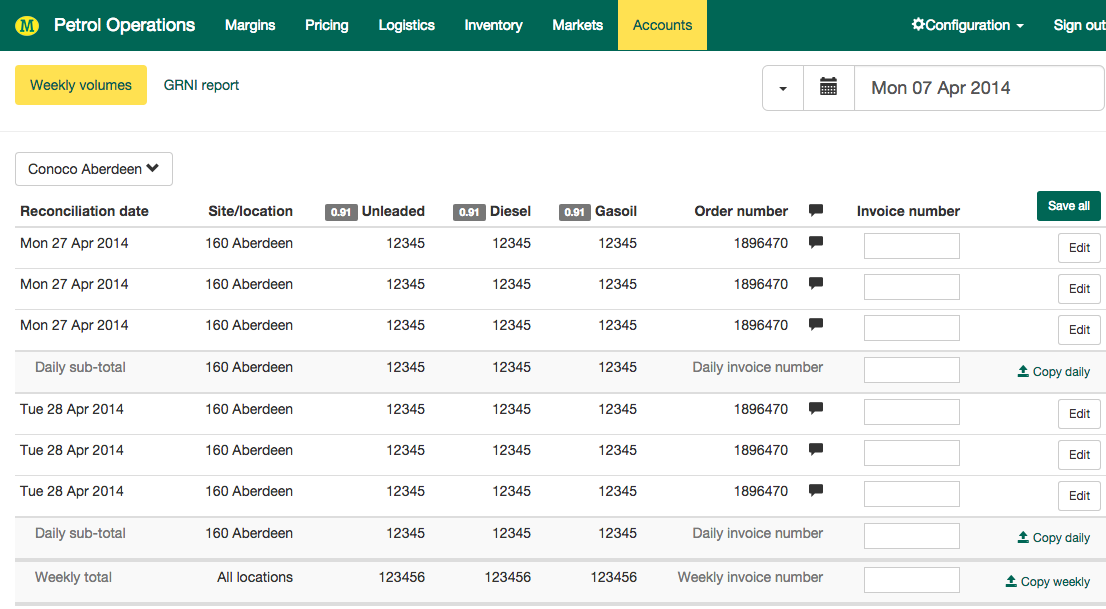 M Petrol Operations Margins Pricing Logistics Inventory Markets Accounts Configuration Sign out
Weekly volumes GRNI report Mon 07 Apr 2014
Conoco Aberdeen
Reconciliation date Site/location 0.91 Unleaded 0.91 Diesel 0.91 Gasoil Order number Invoice number Save all
Mon 27 Apr 2014 160 Aberdeen 12345 12345 12345 1896470 Edit
Mon 27 Apr 2014 160 Aberdeen 12345 12345 12345 1896470 Edit
Mon 27 Apr 2014 160 Aberdeen 12345 12345 12345 1896470 Edit
Daily sub-total 160 Aberdeen 12345 12345 12345 Daily invoice number Copy daily
Tue 28 Apr 2014 160 Aberdeen 12345 12345 12345 1896470 Edit
Tue 28 Apr 2014 160 Aberdeen 12345 12345 12345 1896470 Edit
Tue 28 Apr 2014 160 Aberdeen 12345 12345 12345 1896470 Edit
Daily sub-total 160 Aberdeen 12345 12345 12345 Daily invoice number Copy daily
Weekly total All locations 123456 123456 123456 Weekly invoice number Copy weekly